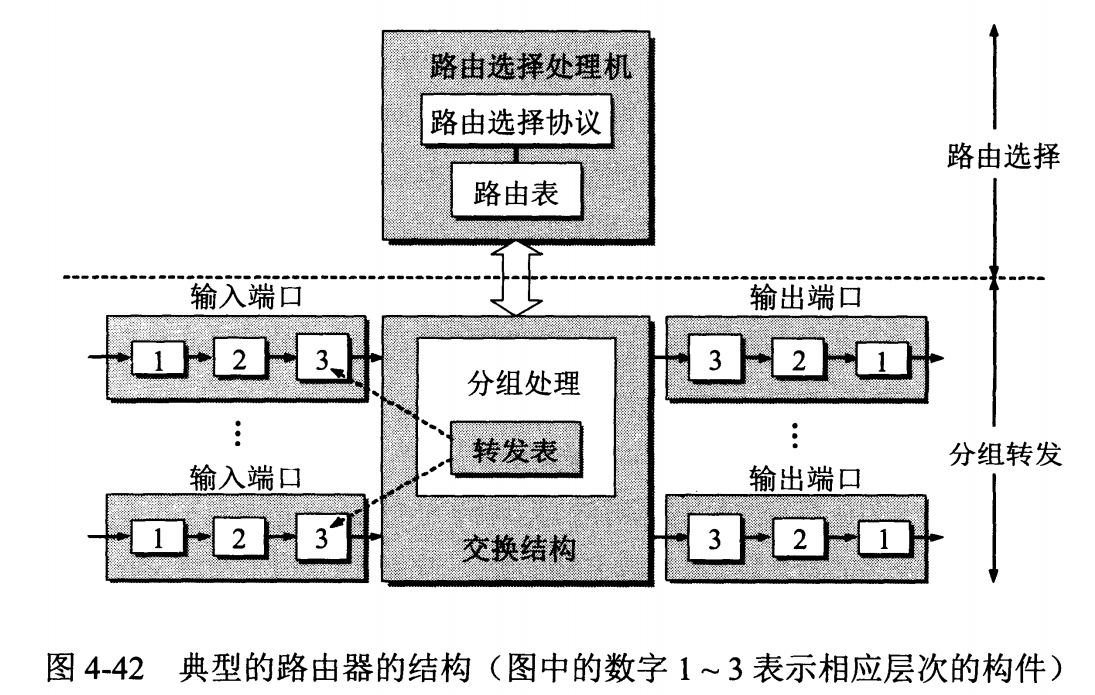 路由选择处理机
路由选择协议
路由表
路由选择
输入端口
输出端口
1 2 3
3 2 1
分组处理
转发表
分组转发
⋮
⋮
输入端口
输出端口
1 2 3
3 2 1
交换结构
图 4-42 典型的路由器的结构（图中的数字 1 ~ 3 表示相应层次的构件）